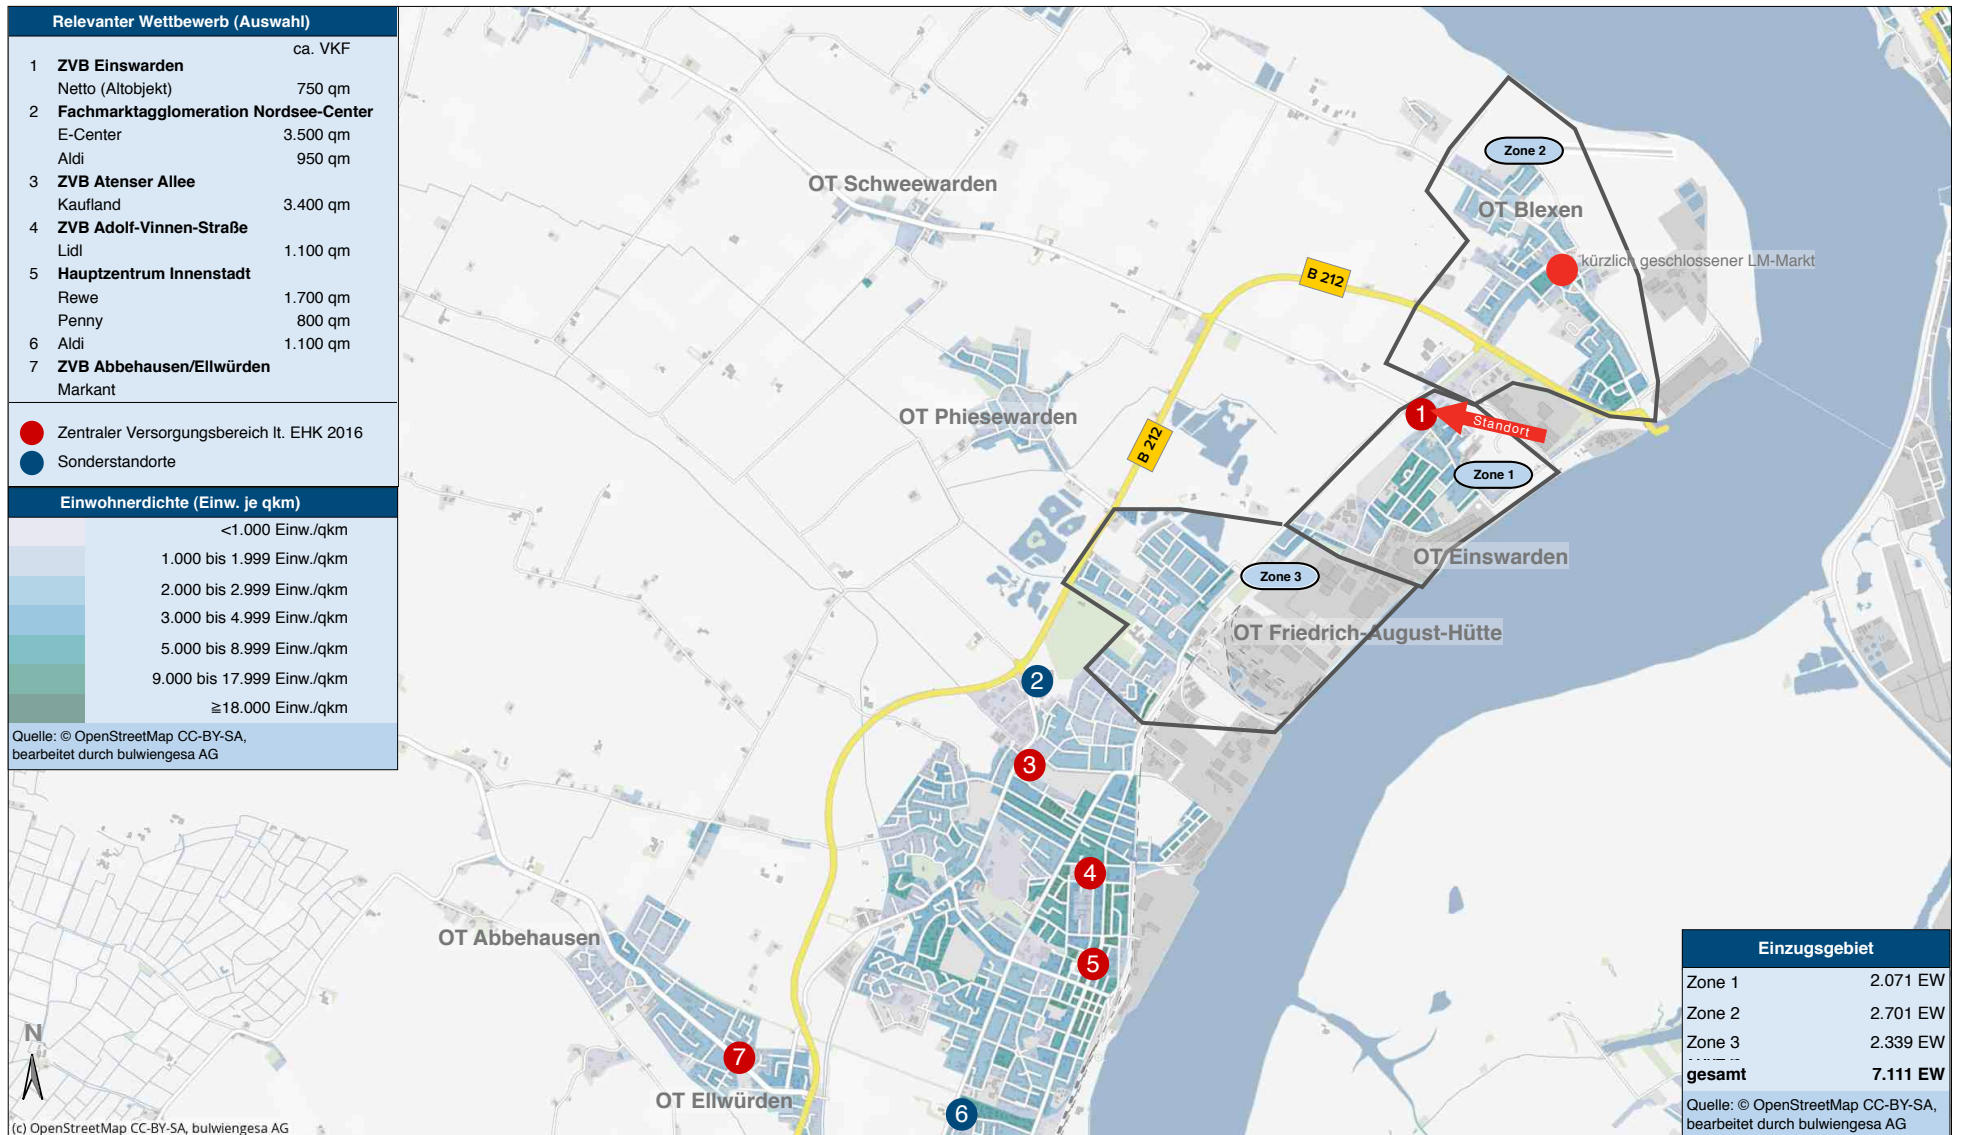 Relevanter Wettbewerb (Auswahl)
ca. VKF
1 ZVB Einswarden
Netto (Altobjekt) 750 qm
2 Fachmarktagglomeration Nordsee-Center
E-Center 3.500 qm
Aldi 950 qm
3 ZVB Atenser Allee
Kaufland 3.400 qm
4 ZVB Adolf-Vinnen-Straße
Lidl 1.100 qm
5 Hauptzentrum Innenstadt
Rewe 1.700 qm
Penny 800 qm
6 Aldi 1.100 qm
7 ZVB Abbehausen/Ellwürden
Markant
Zentraler Versorgungsbereich lt. EHK 2016
Sonderstandorte
Einwohnerdichte (Einw. je qkm)
<1.000 Einw./qkm
1.000 bis 1.999 Einw./qkm
2.000 bis 2.999 Einw./qkm
3.000 bis 4.999 Einw./qkm
5.000 bis 8.999 Einw./qkm
9.000 bis 17.999 Einw./qkm
≧18.000 Einw./qkm
Quelle: © OpenStreetMap CC-BY-SA,
bearbeitet durch bulwiengesa AG
Zone 2
OT Schweewarden
OT Blexen
kürzlich geschlossener LM-Markt
B 212
OT Phiesewarden
1
Standort
B 212
Zone 1
OT Einswarden
Zone 3
OT Friedrich-August-Hütte
2
3
4
OT Abbehausen
5
7
OT Ellwürden
6
N
(c) OpenStreetMap CC-BY-SA, bulwiengesa AG
Einzugsgebiet
Zone 1 2.071 EW
Zone 2 2.701 EW
Zone 3 2.339 EW
gesamt 7.111 EW
Quelle: © OpenStreetMap CC-BY-SA,
bearbeitet durch bulwiengesa AG